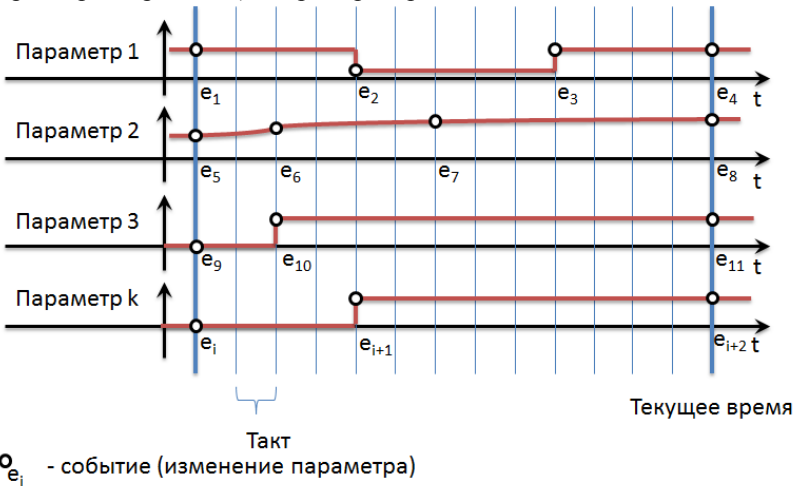 Параметр 1
e1 e2 e3 e4 t
Параметр 2
e5 e6 e7 e8 t
Параметр 3
e9 e10 e11 t
Параметр k
ei ei+1 ei+2 t
Текущее время
Такт
ei - событие (изменение параметра)